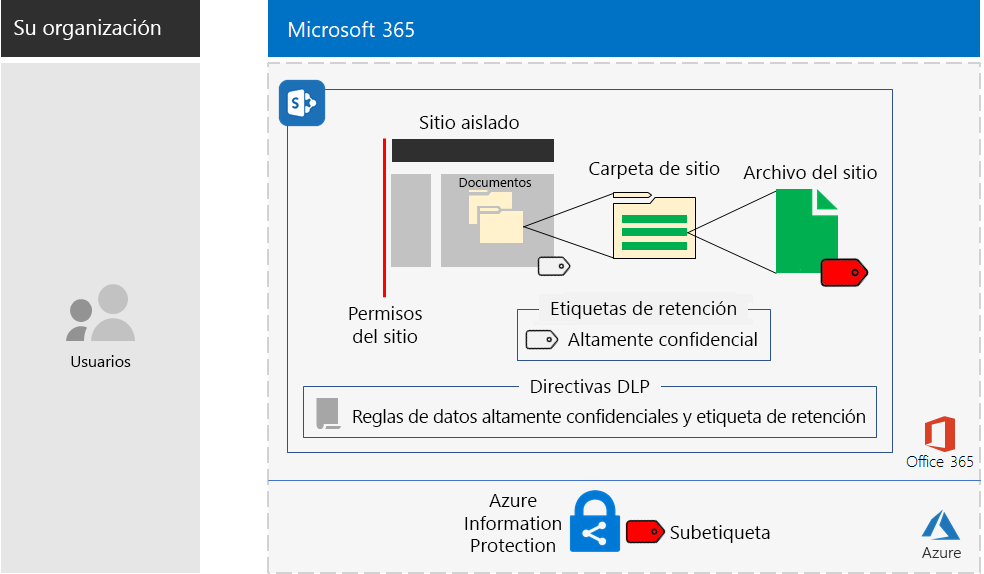 Su organización
Microsoft 365
S
Sitio aislado
Carpeta de sitio
Archivo del sitio
Documentos
Permisos
del sitio
Etiquetas de retención
Altamente confidencial
Usuarios
Directivas DLP
Reglas de datos altamente confidenciales y etiqueta de retención
Office 365
Azure
Information
Protection
Subetiqueta
Azure